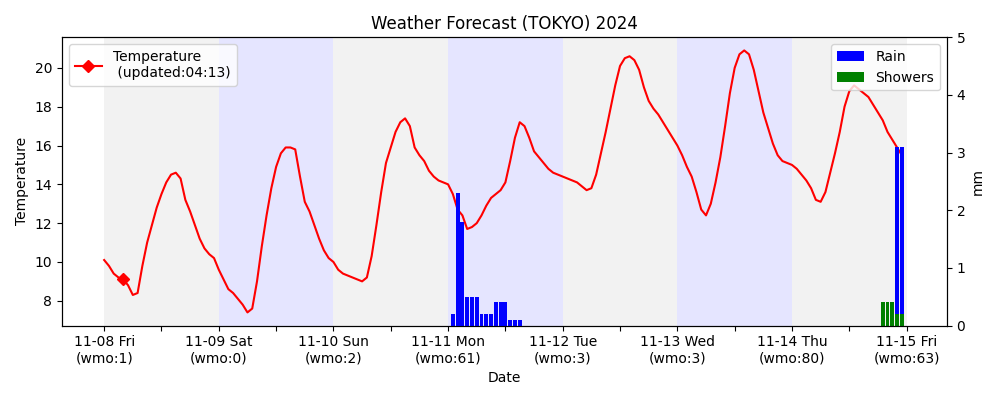 Weather Forecast (TOKYO) 2024
Temperature
(updated:04:13)
Rain
Showers
Temperature
20
18
16
14
12
10
8
5
4
3
2
1
0
mm
11-08 Fri
(wmo:1)
11-09 Sat
(wmo:0)
11-10 Sun
(wmo:2)
11-11 Mon
(wmo:61)
11-12 Tue
(wmo:3)
11-13 Wed
(wmo:3)
11-14 Thu
(wmo:80)
11-15 Fri
(wmo:63)
Date